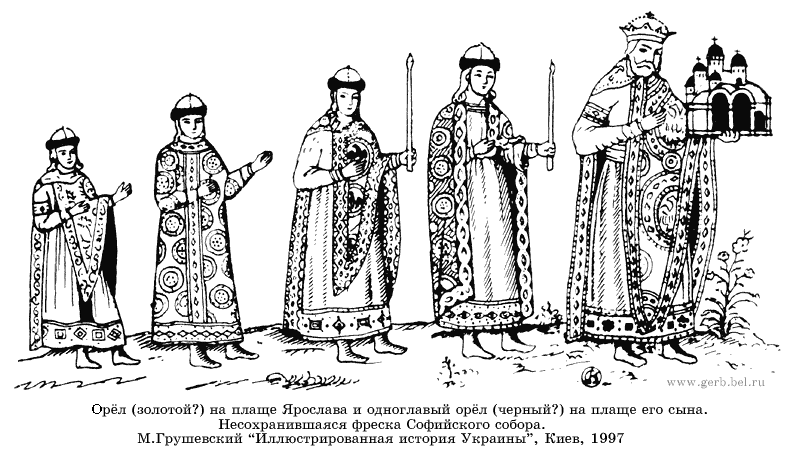 www.gerb.bel.ru
Орёл (золотой?) на плаще Ярослава и одноглавый орёл (черный?) на плаще его сына.
Несохранившаяся фреска Софийского собора.
М.Грушевский “Иллюстрированная история Украины”, Киев, 1997